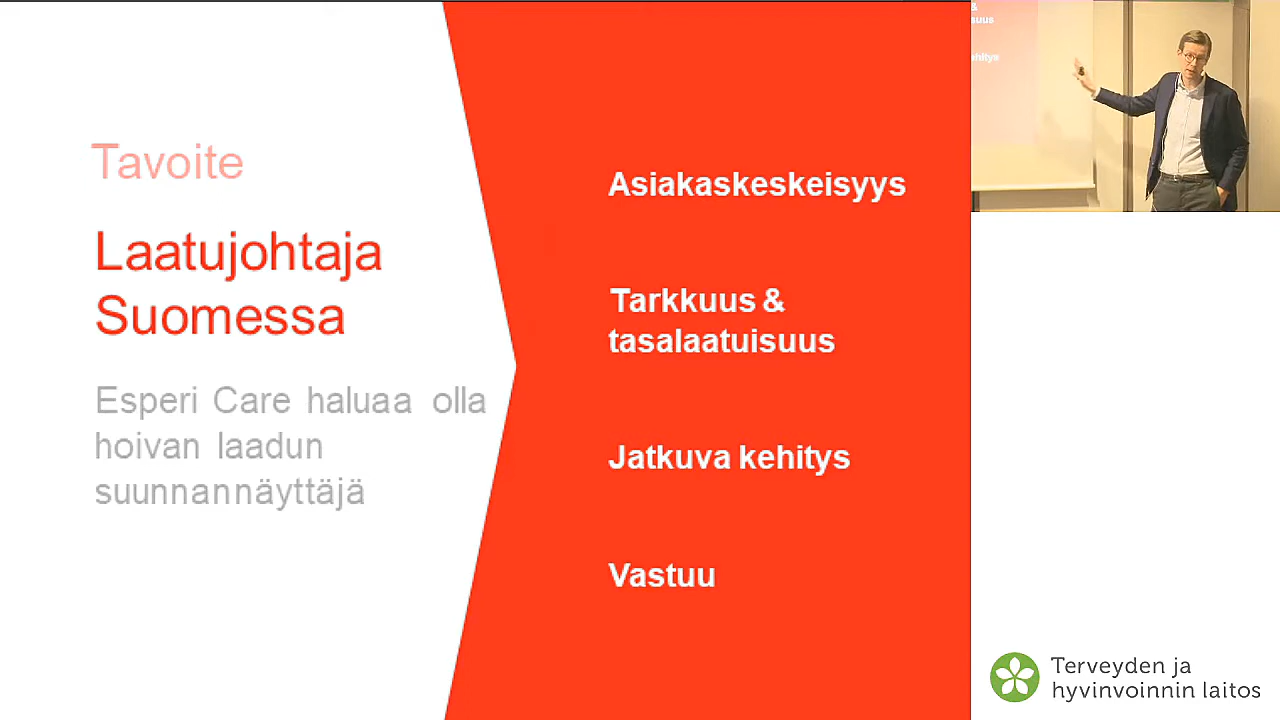 Tavoite
Laatujohtaja
Suomessa
Esperi Care haluaa olla
hoivan laadun
suunnannäyttäjä
Asiakaskeskeisyys
Tarkkuus &
tasalaatuisuus
Jatkuva kehitys
Vastuu
&
Terveyden ja
hyvinvoinnin laitos